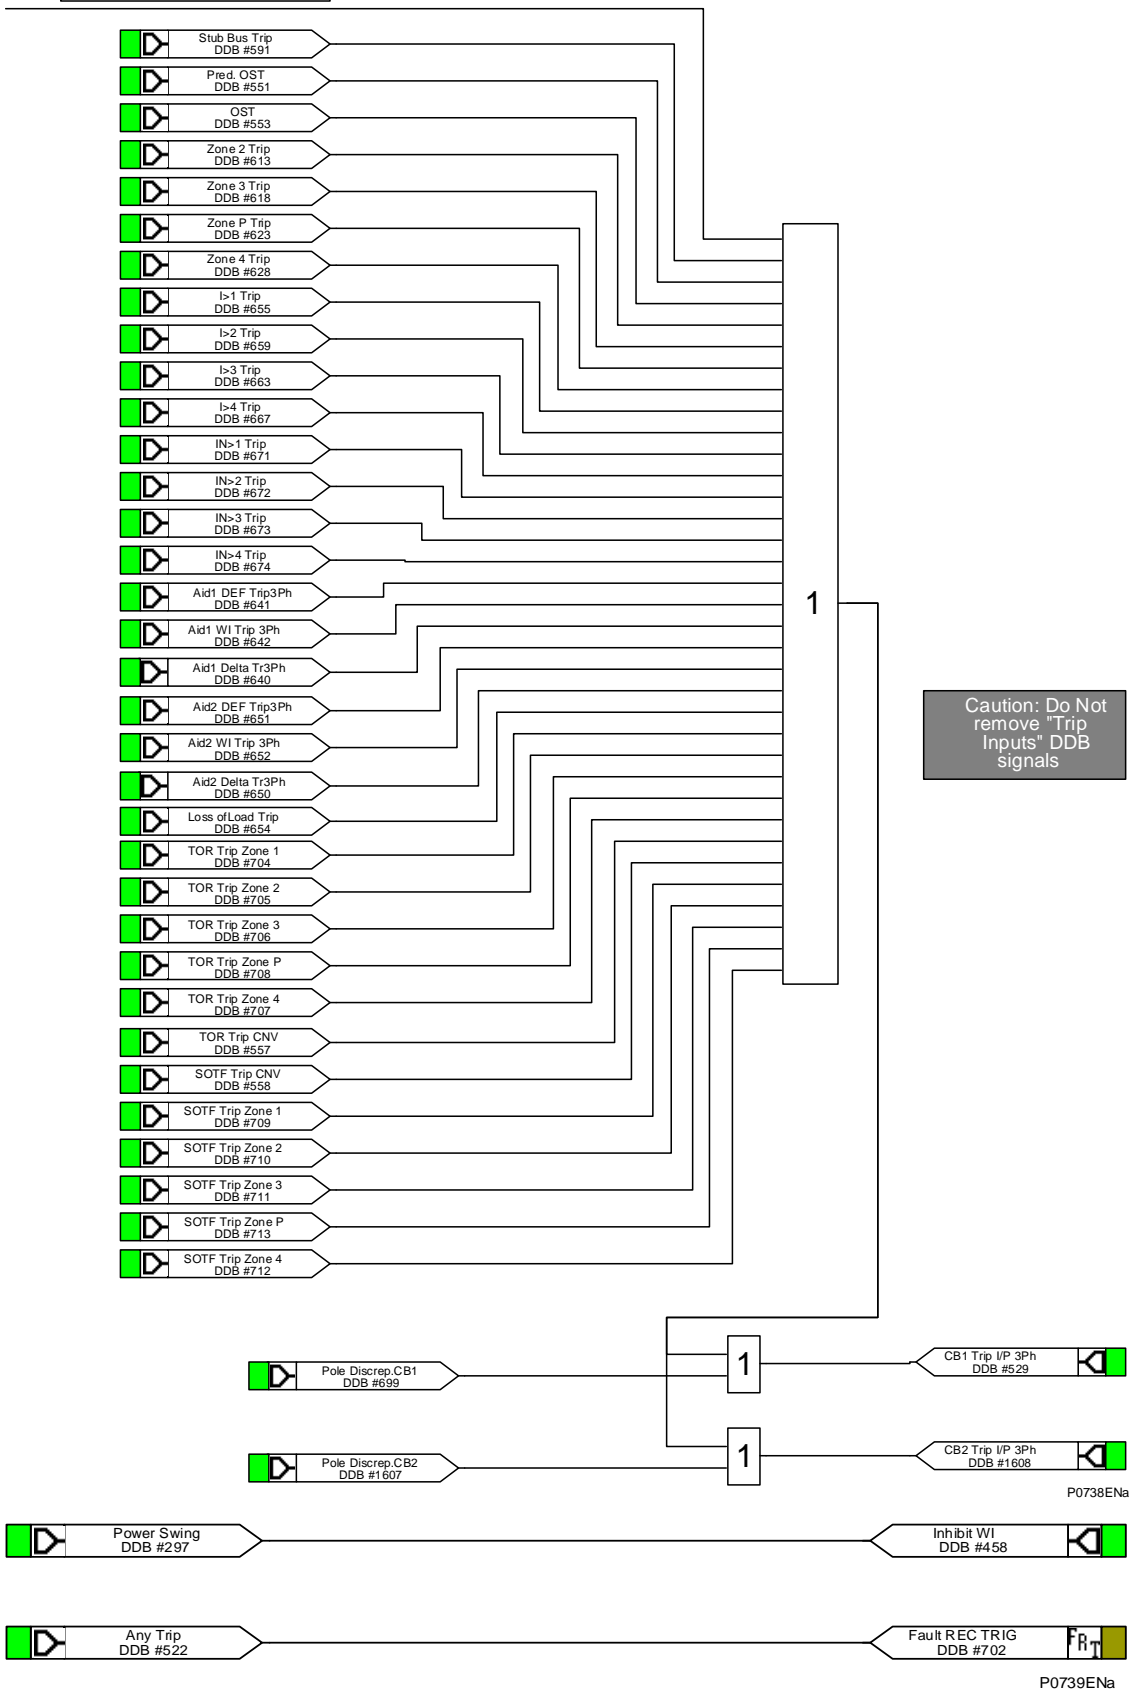 Stub Bus Trip
DDB #591
Pred. OST
DDB #551
OST
DDB #553
Zone 2 Trip
DDB #613
Zone 3 Trip
DDB #618
Zone P Trip
DDB #623
Zone 4 Trip
DDB #628
I>1 Trip
DDB #655
I>2 Trip
DDB #659
I>3 Trip
DDB #663
I>4 Trip
DDB #667
IN>1 Trip
DDB #671
IN>2 Trip
DDB #672
IN>3 Trip
DDB #673
IN>4 Trip
DDB #674
Aid1 DEF Trip3Ph
DDB #641
Aid1 WI Trip 3Ph
DDB #642
Aid1 Delta Tr3Ph
DDB #640
Aid2 DEF Trip3Ph
DDB #651
Aid2 WI Trip 3Ph
DDB #652
Aid2 Delta Tr3Ph
DDB #650
Loss ofLoad Trip
DDB #654
TOR Trip Zone 1
DDB #704
TOR Trip Zone 2
DDB #705
TOR Trip Zone 3
DDB #706
TOR Trip Zone P
DDB #708
TOR Trip Zone 4
DDB #707
TOR Trip CNV
DDB #557
SOTF Trip CNV
DDB #558
SOTF Trip Zone 1
DDB #709
SOTF Trip Zone 2
DDB #710
SOTF Trip Zone 3
DDB #711
SOTF Trip Zone P
DDB #713
SOTF Trip Zone 4
DDB #712
1
Caution: Do Not
remove "Trip
Inputs" DDB
signals
Pole Discrep.CB1
DDB #699
1
CB1 Trip I/P 3Ph
DDB #529
Pole Discrep.CB2
DDB #1607
1
CB2 Trip I/P 3Ph
DDB #1608
P0738ENa
Power Swing
DDB #297
Inhibit WI
DDB #458
Any Trip
DDB #522
Fault REC TRIG
DDB #702
FRT
P0739ENa